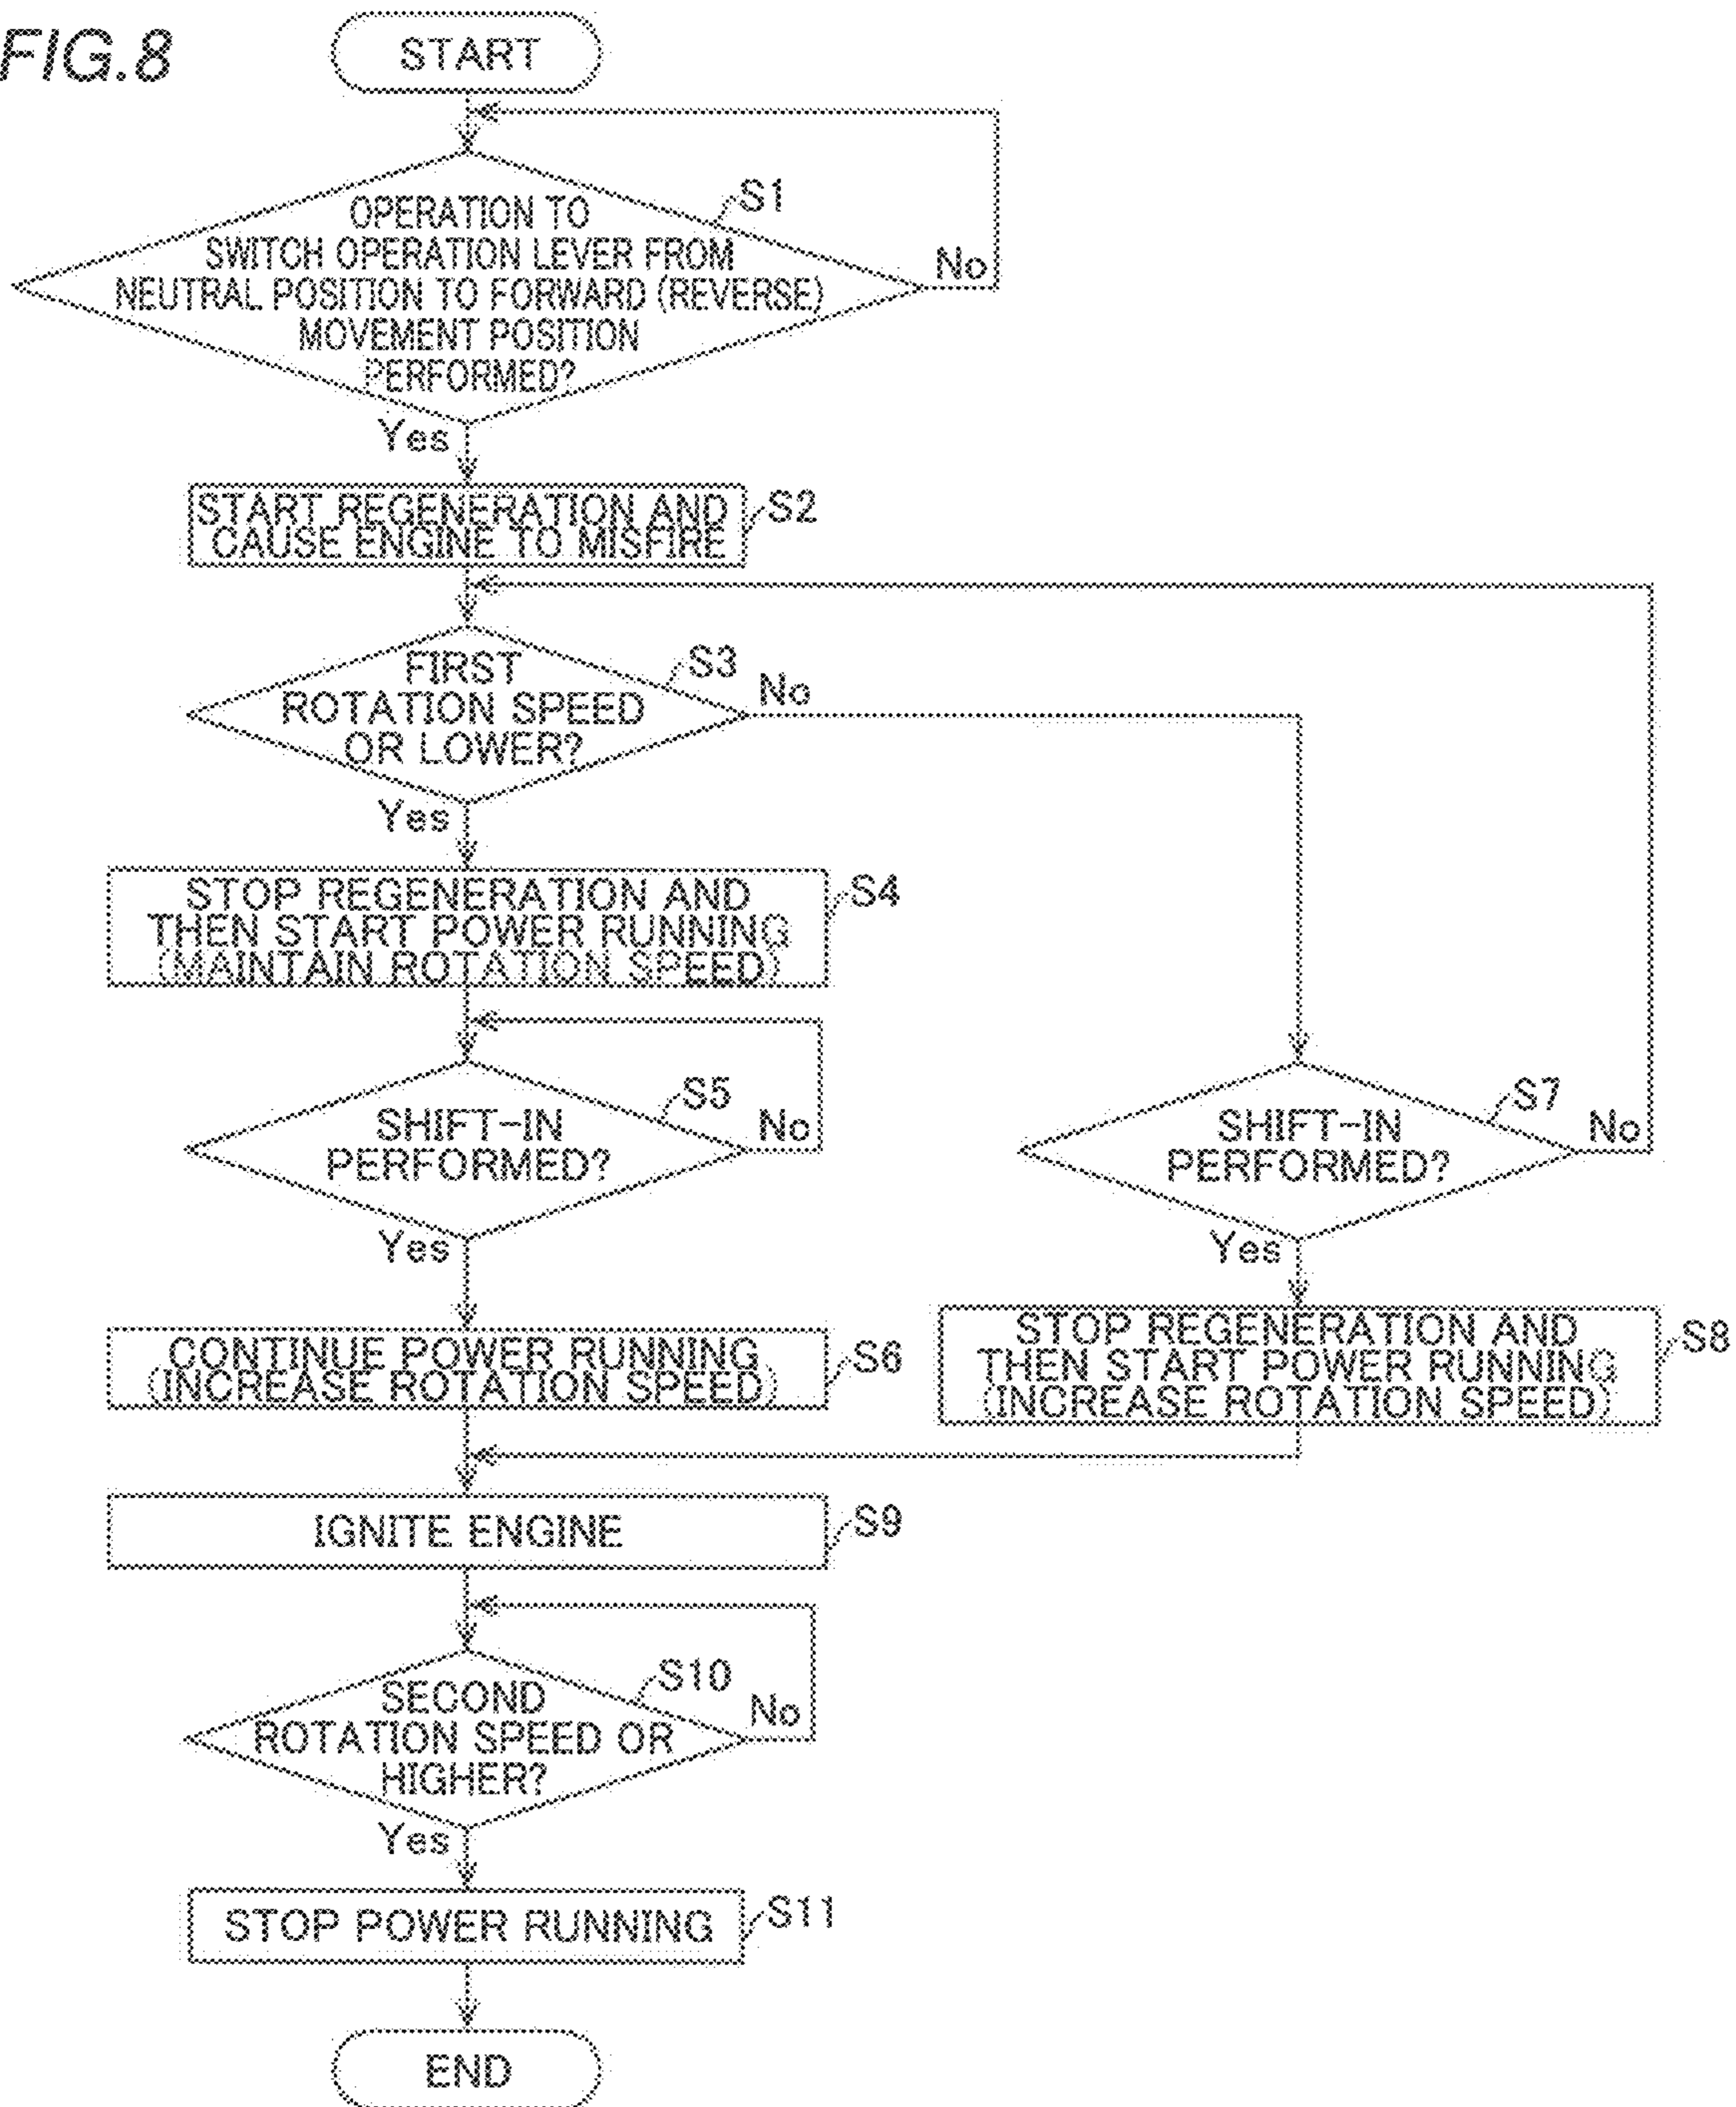 FIG.8
START
OPERATION TO
SWITCH OPERATION LEVER FROM
NEUTRAL POSITION TO FORWARD (REVERSE)
MOVEMENT POSITION
PERFORMED?
S1
No
Yes
START REGENERATION AND
CAUSE ENGINE TO MISFIRE
S2
FIRST
ROTATION SPEED
OR LOWER?
S3
No
Yes
STOP REGENERATION AND
THEN START POWER RUNNING
(MAINTAIN ROTATION SPEED)
S4
SHIFT-IN
PERFORMED?
S5
No
Yes
SHIFT-IN
PERFORMED?
S7
No
Yes
CONTINUE POWER RUNNING
(INCREASE ROTATION SPEED)
S6
STOP REGENERATION AND
THEN START POWER RUNNING
(INCREASE ROTATION SPEED)
S8
IGNITE ENGINE
S9
SECOND
ROTATION SPEED OR
HIGHER?
S10
No
Yes
STOP POWER RUNNING
S11
END